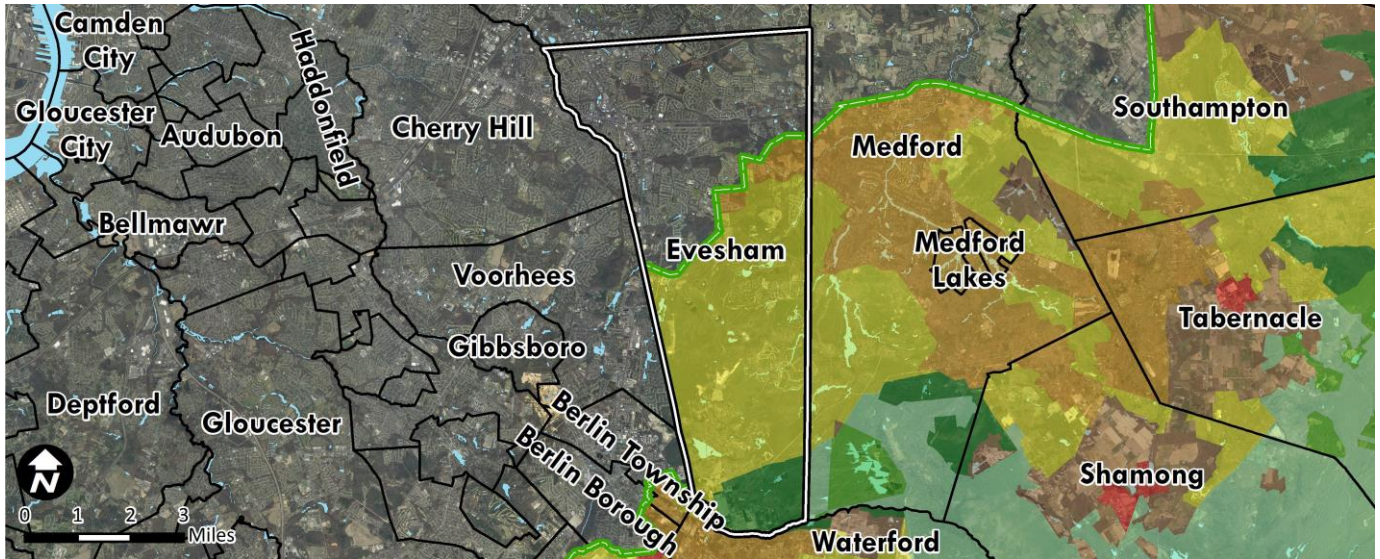 Camden
City
Haddonfield
Gloucester
City
Audubon
Cherry Hill
Southampton
Medford
Bellmawr
Evesham
Medford
Lakes
Voorhees
Tabernacle
Gibbsboro
Deptford
Gloucester
Berlin Township
Berlin Borough
Shamong
N
0 1 2 3
Miles
Waterford